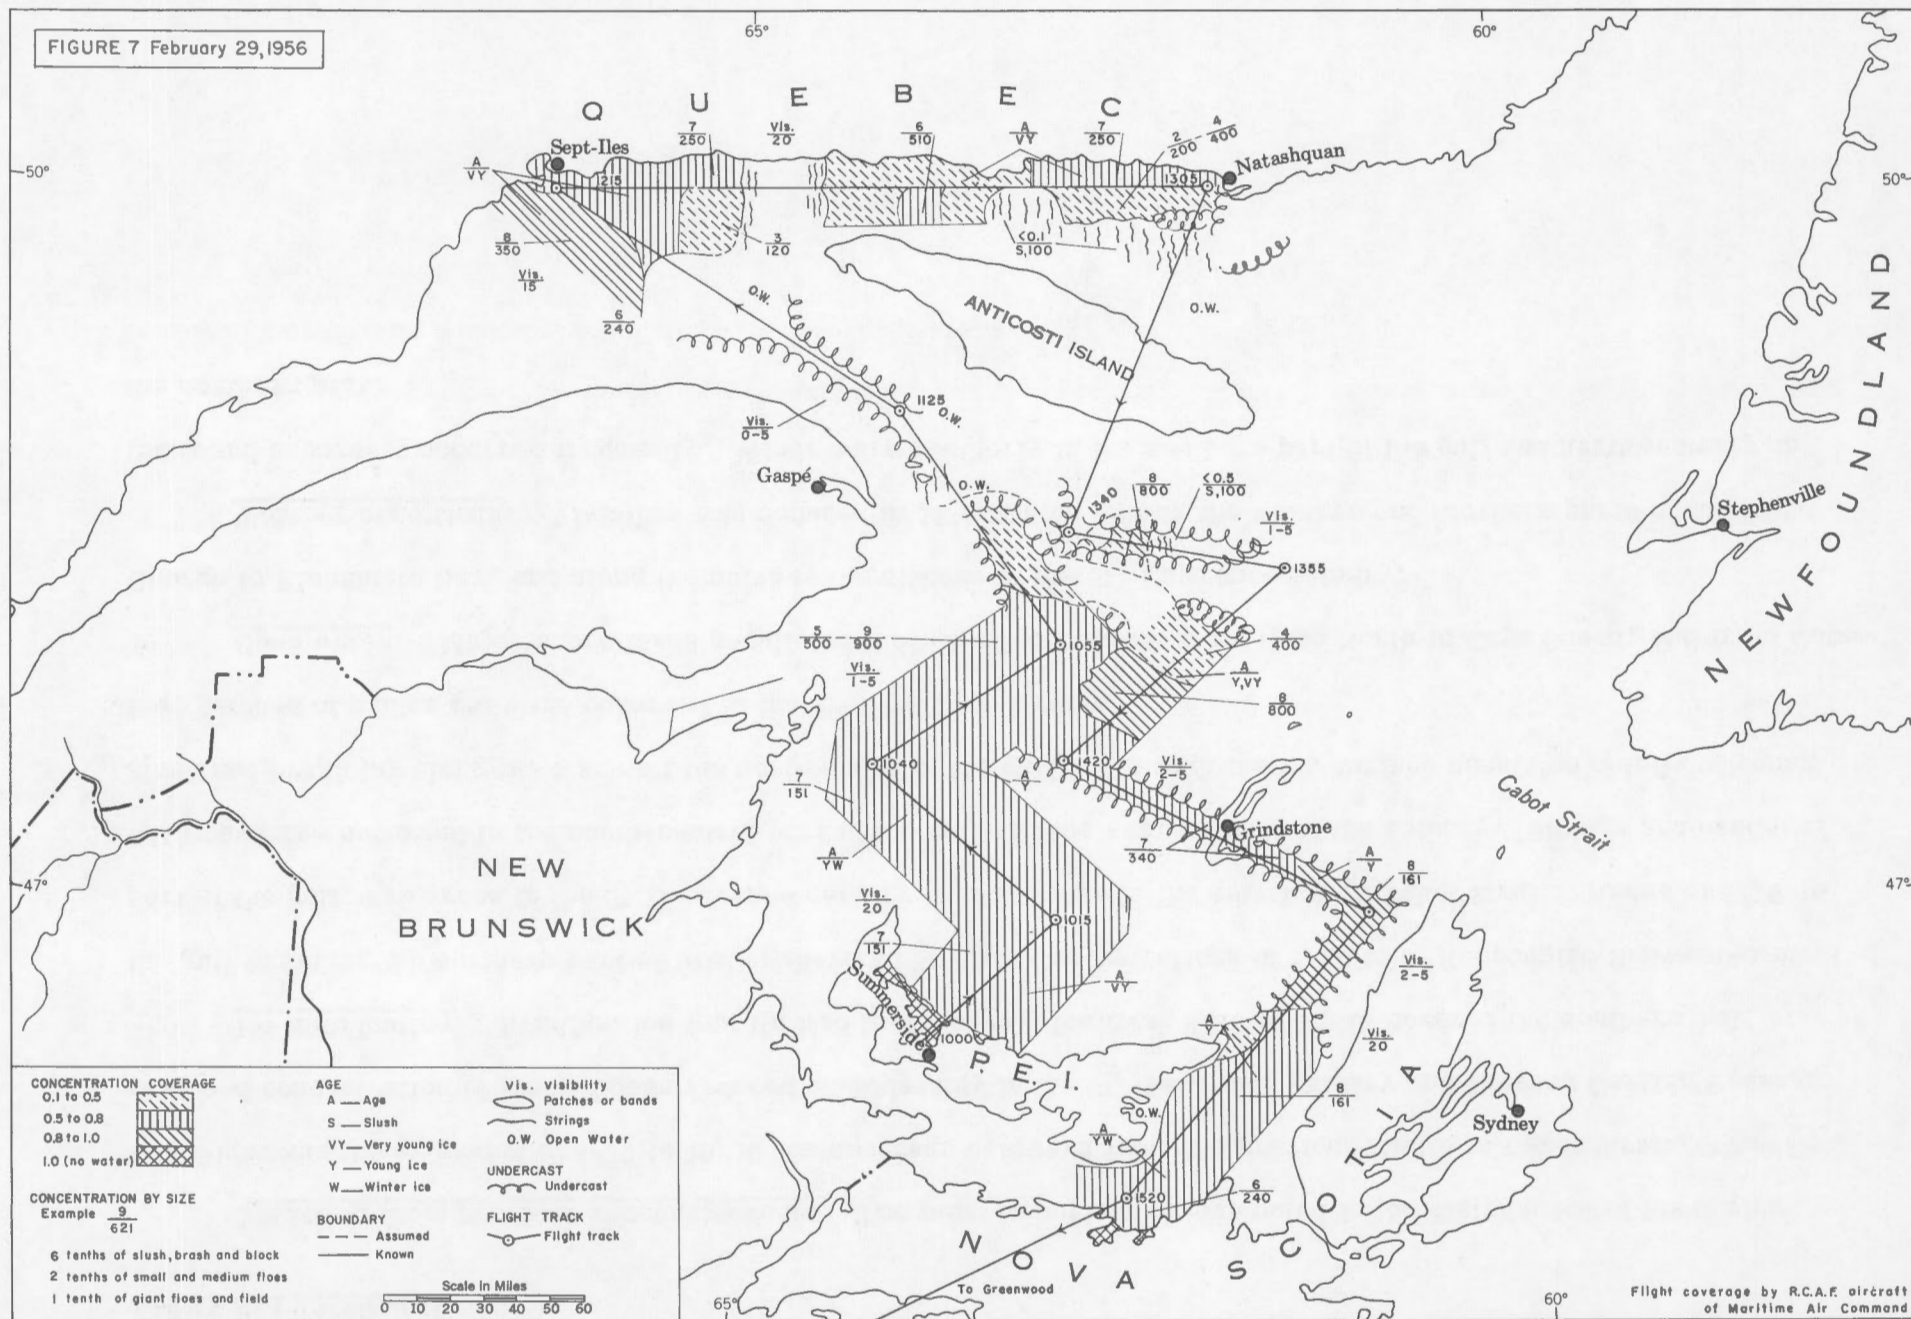 FIGURE 7 February 29, 1956
65°
60°
QUEBEC
7
250
Vis.
20
6
510
A
VY
7
250
2
200
4
400
A
VY
Sept-Iles
Natashquan
50°
50°
1215
1305
8
350
Vis.
15
3
120
<0.1
S,100
6
240
O.W.
O.W.
ANTICOSTI ISLAND
1125
O.W.
Vis.
0-5
Gaspé
O.W.
1340
8
800
<0.5
S,100
Vis.
1-5
1355
Stephenville
NEWFOUNDLAND
5
500
9
900
Vis.
1-5
1055
4
400
A
Y,VY
8
800
1040
A
Y
1420
Vis.
2-5
7
151
Cabot Strait
Grindstone
7
340
A
YW
A
Y
8
161
NEW
BRUNSWICK
47°
47°
Vis.
20
7
151
1015
A
VY
Vis.
2-5
Summerside
1000
P. E. I.
A
Y
Vis.
20
8
161
O.W.
A
YW
Sydney
1520
6
240
NOVA SCOTIA
To Greenwood
65°
60°
CONCENTRATION COVERAGE
0.1 to 0.5
0.5 to 0.8
0.8 to 1.0
1.0 (no water)
CONCENTRATION BY SIZE
Example 9
621
6 tenths of slush, brash and block
2 tenths of small and medium floes
1 tenth of giant floes and field
AGE
A — Age
S — Slush
VY — Very young ice
Y — Young ice
W — Winter ice
BOUNDARY
Assumed
Known
Vis. Visibility
Patches or bands
Strings
O.W. Open Water
UNDERCAST
Undercast
FLIGHT TRACK
Flight track
Scale in Miles
0 10 20 30 40 50 60
Flight coverage by R.C.A.F. aircraft
of Maritime Air Command